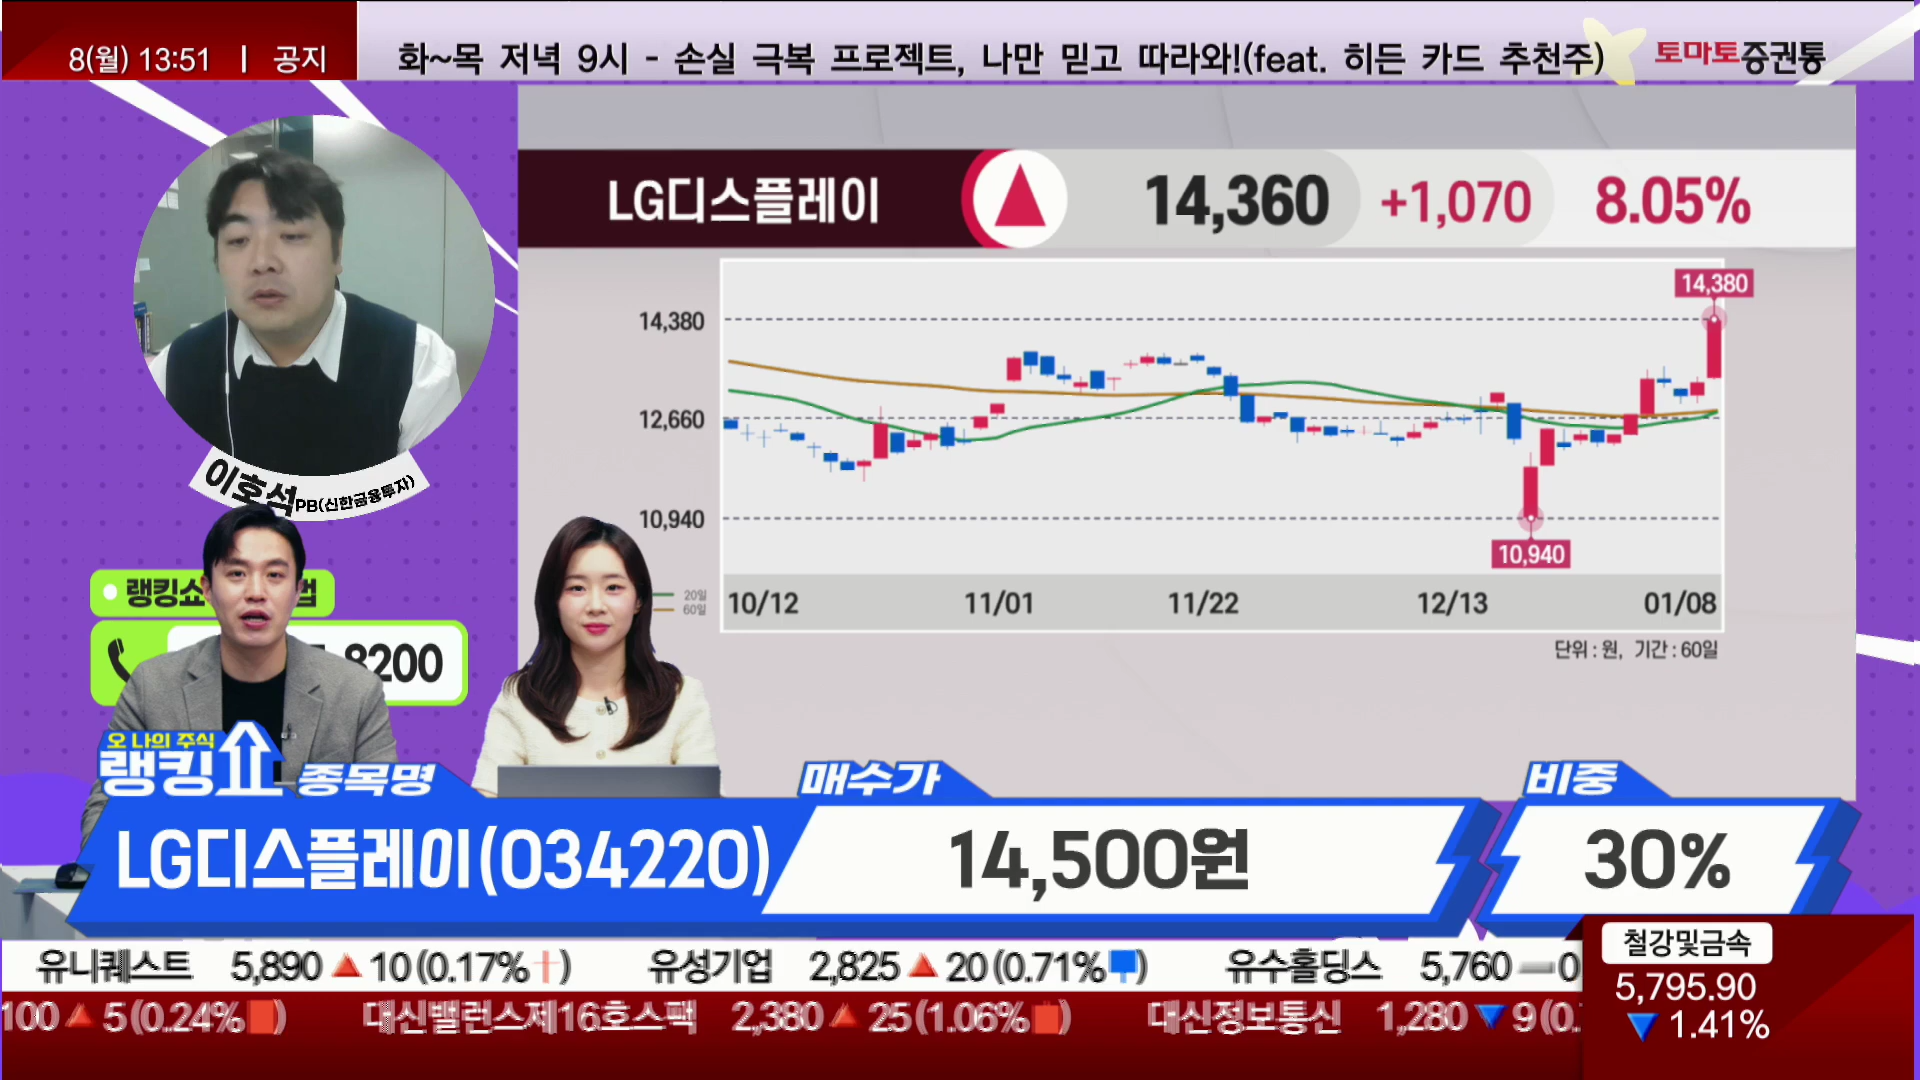 8(월) 13:51 | 공지
화~목 저녁 9시 - 손실 극복 프로젝트, 나만 믿고 따라와!(feat. 히든 카드 추천주)
토마토증권통
LG디스플레이 ▲ 14,360 +1,070 8.05%
14,380
14,380
12,660
10,940
10,940
20일
60일
10/12 11/01 11/22 12/13 01/08
단위 : 원, 기간 : 60일
이호석 PB(신한금융투자)
랭킹쇼
8200
오 나의 주식
랭킹쇼
종목명 매수가 비중
LG디스플레이(034220) 14,500원 30%
유니퀘스트 5,890 ▲ 10(0.17% ) 유성기업 2,825 ▲ 20(0.71% ) 유수홀딩스 5,760 0
철강및금속
5,795.90
▼ 1.41%
100 ▲ 5(0.24% ) 대신밸런스제16호스팩 2,380 ▲ 25(1.06% ) 대신정보통신 1,280 ▼ 9(0.